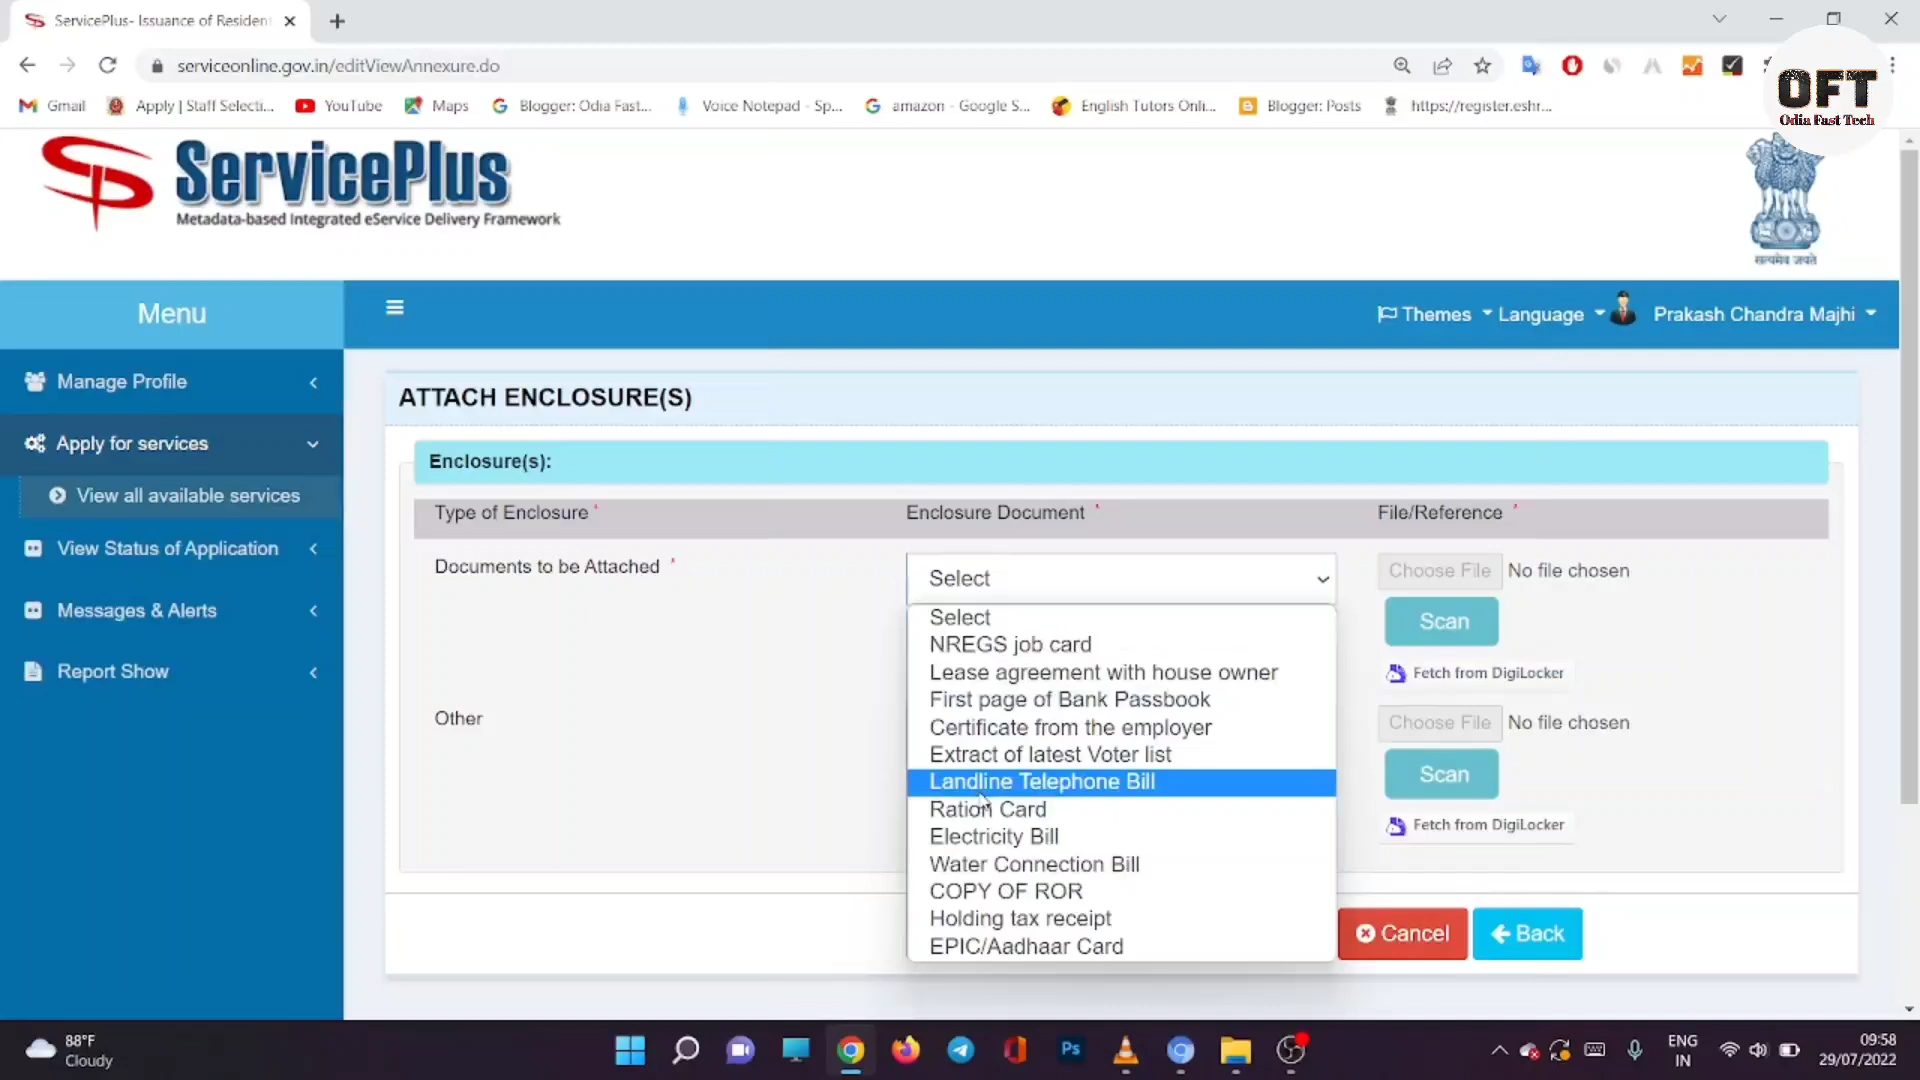 ServicePlus- Issuance of Residen
serviceonline.gov.in/editViewAnnexure.do
Gmail
Apply | Staff Selecti...
YouTube
Maps
Blogger: Odia Fast...
Voice Notepad - Sp...
amazon - Google S...
English Tutors Onli...
Blogger: Posts
https://register.eshr...
OFT
Odia Fast Tech
ServicePlus
Metadata-based Integrated eService Delivery Framework
सत्यमेव जयते
Menu
Themes
Language
Prakash Chandra Majhi
Manage Profile
Apply for services
View all available services
View Status of Application
Messages & Alerts
Report Show
ATTACH ENCLOSURE(S)
Enclosure(s):
Type of Enclosure *
Enclosure Document *
File/Reference *
Documents to be Attached *
Select
Choose File No file chosen
Scan
Fetch from DigiLocker
Other
Choose File No file chosen
Scan
Fetch from DigiLocker
Select
NREGS job card
Lease agreement with house owner
First page of Bank Passbook
Certificate from the employer
Extract of latest Voter list
Landline Telephone Bill
Ration Card
Electricity Bill
Water Connection Bill
COPY OF ROR
Holding tax receipt
EPIC/Aadhaar Card
Cancel
Back
88°F
Cloudy
Ps
ENG
IN
09:58
29/07/2022